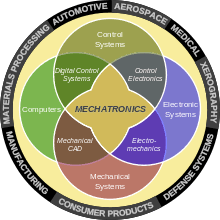 MATERIALS PROCESSING
AUTOMOTIVE
AEROSPACE
MEDICAL
XEROGRAPHY
DEFENSE SYSTEMS
CONSUMER PRODUCTS
MANUFACTURING
Control
Systems
Digital Control
Systems
Control
Electronics
Computers
MECHATRONICS
Electronic
Systems
Mechanical
CAD
Electro-
mechanics
Mechanical
Systems